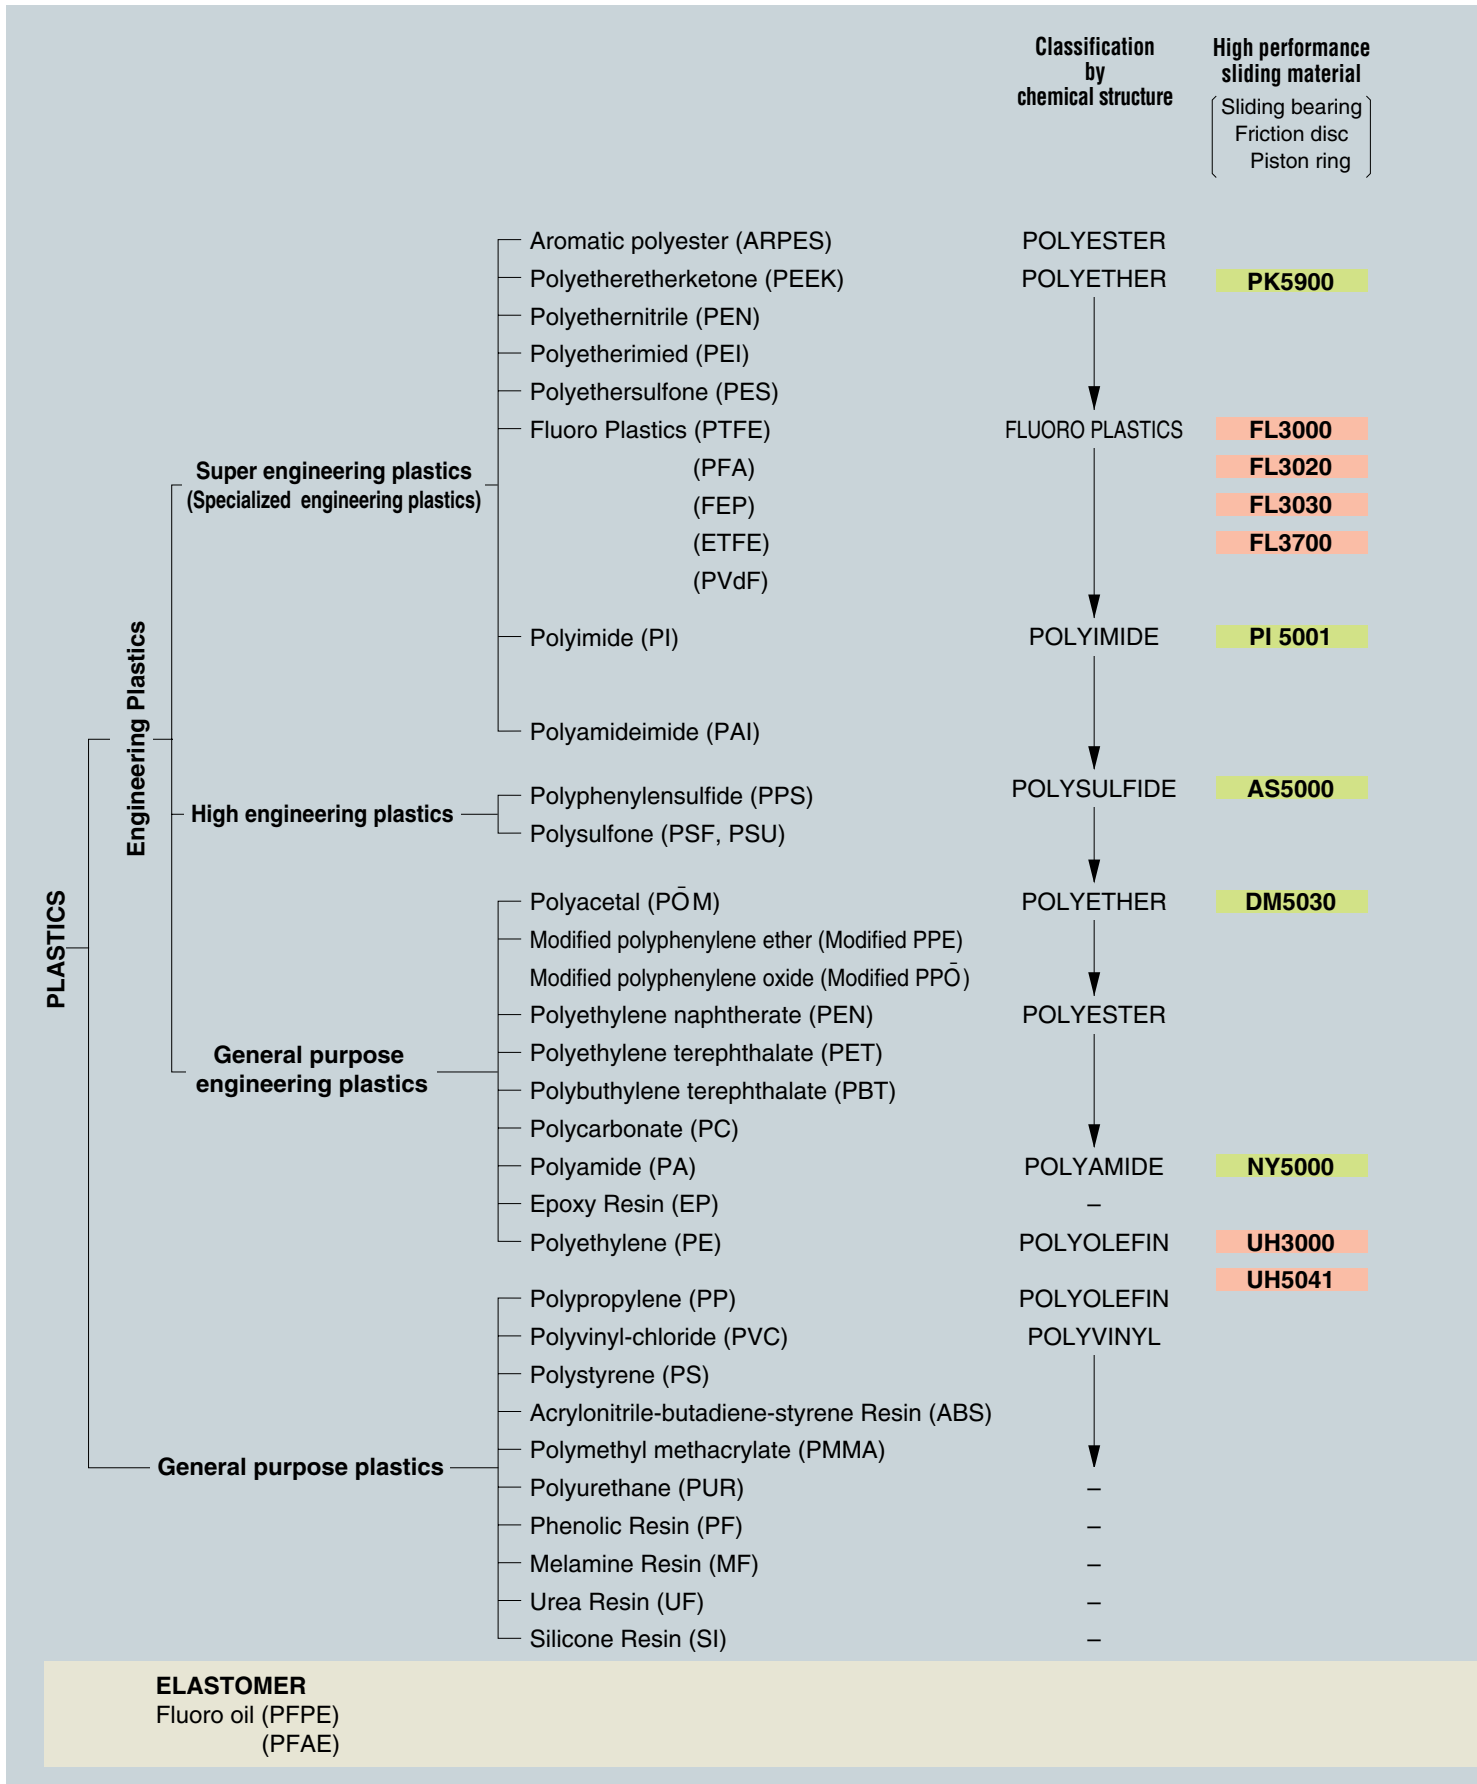 Classification
by
chemical structure
High performance
sliding material
Sliding bearing
Friction disc
Piston ring
PLASTICS
Engineering Plastics
Super engineering plastics
(Specialized engineering plastics)
Aromatic polyester (ARPES) POLYESTER
Polyetheretherketone (PEEK) POLYETHER PK5900
Polyethernitrile (PEN)
Polyetherimied (PEI)
Polyethersulfone (PES)
Fluoro Plastics (PTFE) FLUORO PLASTICS FL3000
(PFA) FL3020
(FEP) FL3030
(ETFE) FL3700
(PVdF)
Polyimide (PI) POLYIMIDE PI 5001
Polyamideimide (PAI)
High engineering plastics
Polyphenylensulfide (PPS) POLYSULFIDE AS5000
Polysulfone (PSF, PSU)
General purpose
engineering plastics
Polyacetal (PŌM) POLYETHER DM5030
Modified polyphenylene ether (Modified PPE)
Modified polyphenylene oxide (Modified PPŌ)
Polyethylene naphtherate (PEN) POLYESTER
Polyethylene terephthalate (PET)
Polybuthylene terephthalate (PBT)
Polycarbonate (PC)
Polyamide (PA) POLYAMIDE NY5000
Epoxy Resin (EP) –
Polyethylene (PE) POLYOLEFIN UH3000
UH5041
General purpose plastics
Polypropylene (PP) POLYOLEFIN
Polyvinyl-chloride (PVC) POLYVINYL
Polystyrene (PS)
Acrylonitrile-butadiene-styrene Resin (ABS)
Polymethyl methacrylate (PMMA)
Polyurethane (PUR) –
Phenolic Resin (PF) –
Melamine Resin (MF) –
Urea Resin (UF) –
Silicone Resin (SI) –
ELASTOMER
Fluoro oil (PFPE)
(PFAE)